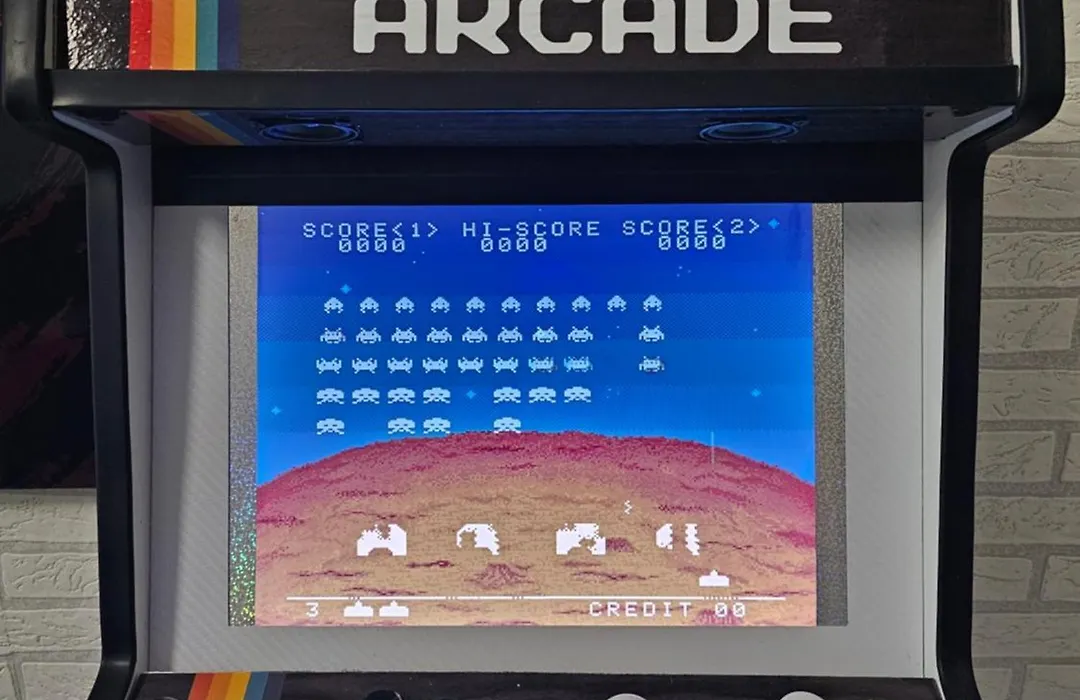 ARCADE
SCORE<1> HI-SCORE SCORE<2>
0000 0000 0000
3 CREDIT 00